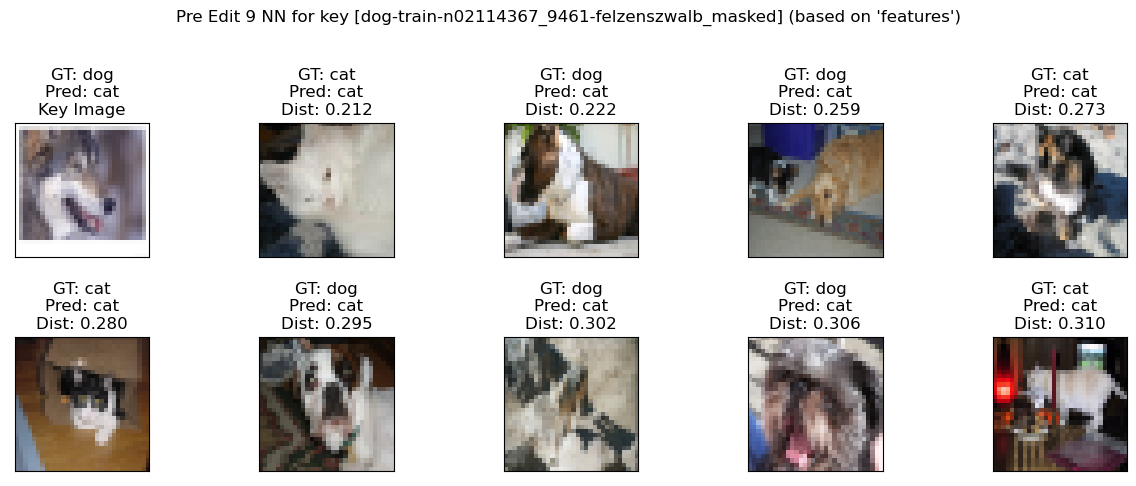 Pre Edit 9 NN for key [dog-train-n02114367_9461-felzenszwalb_masked] (based on 'features')
GT: dog
Pred: cat
Key Image
GT: cat
Pred: cat
Dist: 0.212
GT: dog
Pred: cat
Dist: 0.222
GT: dog
Pred: cat
Dist: 0.259
GT: cat
Pred: cat
Dist: 0.273
GT: cat
Pred: cat
Dist: 0.280
GT: dog
Pred: cat
Dist: 0.295
GT: dog
Pred: cat
Dist: 0.302
GT: dog
Pred: cat
Dist: 0.306
GT: cat
Pred: cat
Dist: 0.310